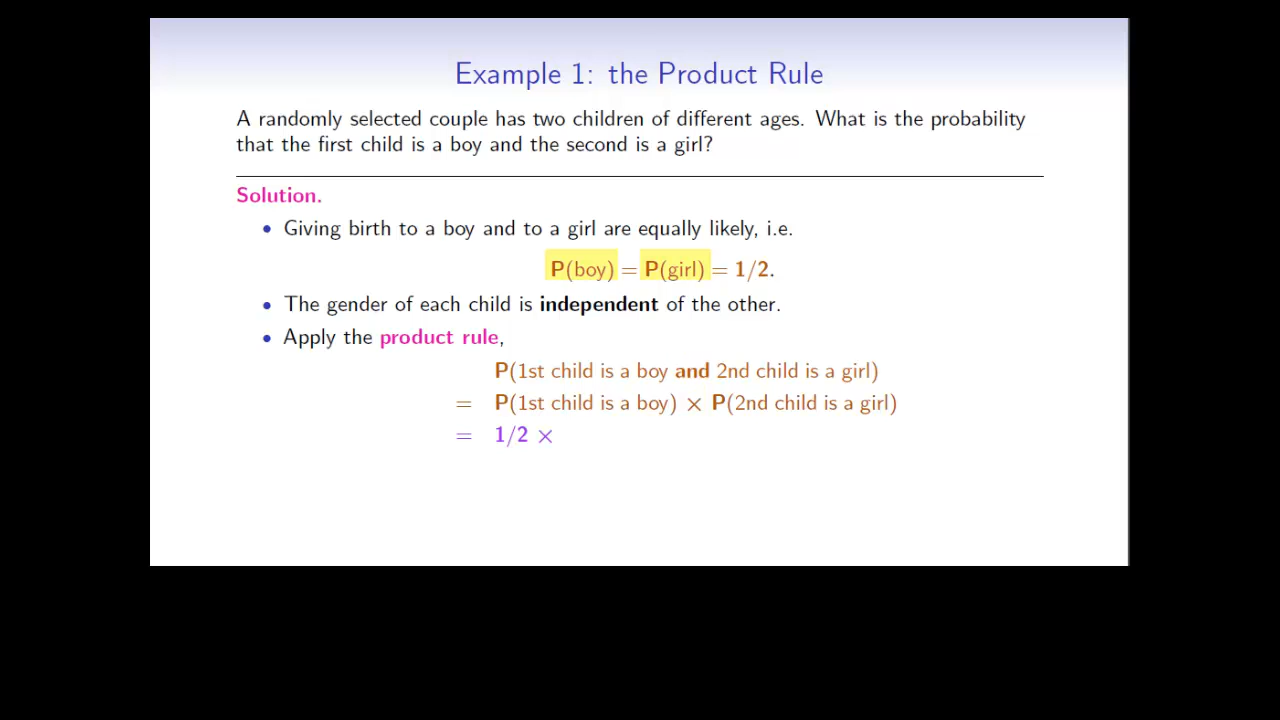 Example 1: the Product Rule
A randomly selected couple has two children of different ages. What is the probability
that the first child is a boy and the second is a girl?
Solution.
• Giving birth to a boy and to a girl are equally likely, i.e.
P(boy) = P(girl) = 1/2.
• The gender of each child is independent of the other.
• Apply the product rule,
P(1st child is a boy and 2nd child is a girl)
= P(1st child is a boy) × P(2nd child is a girl)
= 1/2 ×